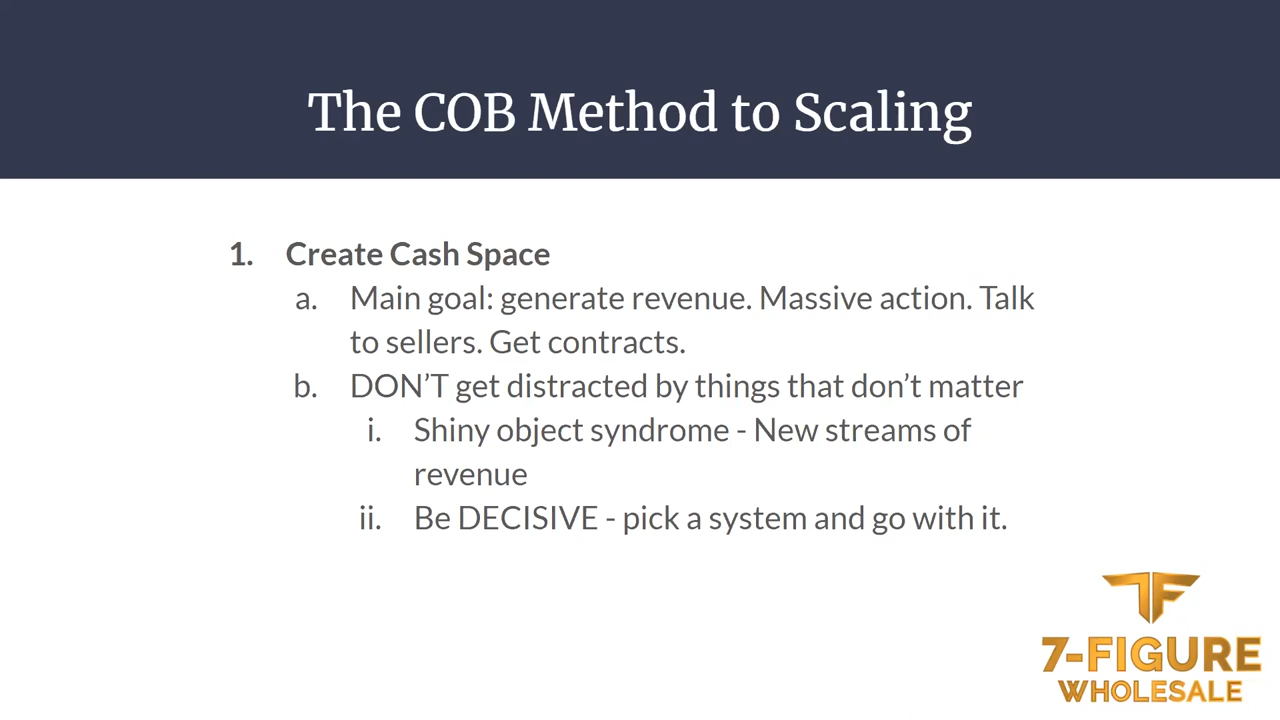 The COB Method to Scaling
1. Create Cash Space
a. Main goal: generate revenue. Massive action. Talk
to sellers. Get contracts.
b. DON’T get distracted by things that don’t matter
i. Shiny object syndrome - New streams of
revenue
ii. Be DECISIVE - pick a system and go with it.
TF
7-FIGURE
WHOLESALE